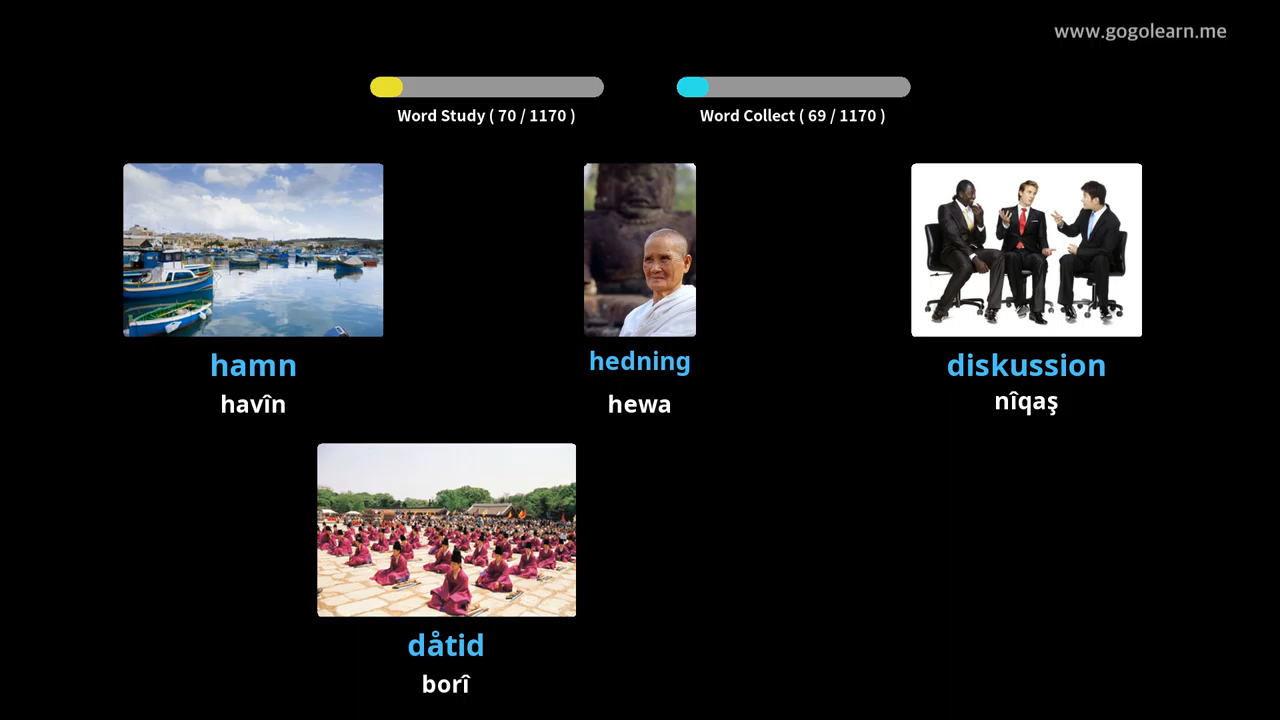 www.gogolearn.me
Word Study ( 70 / 1170 )
Word Collect ( 69 / 1170 )
hamn
havîn
hedning
hewa
diskussion
nîqaş
dåtid
borî